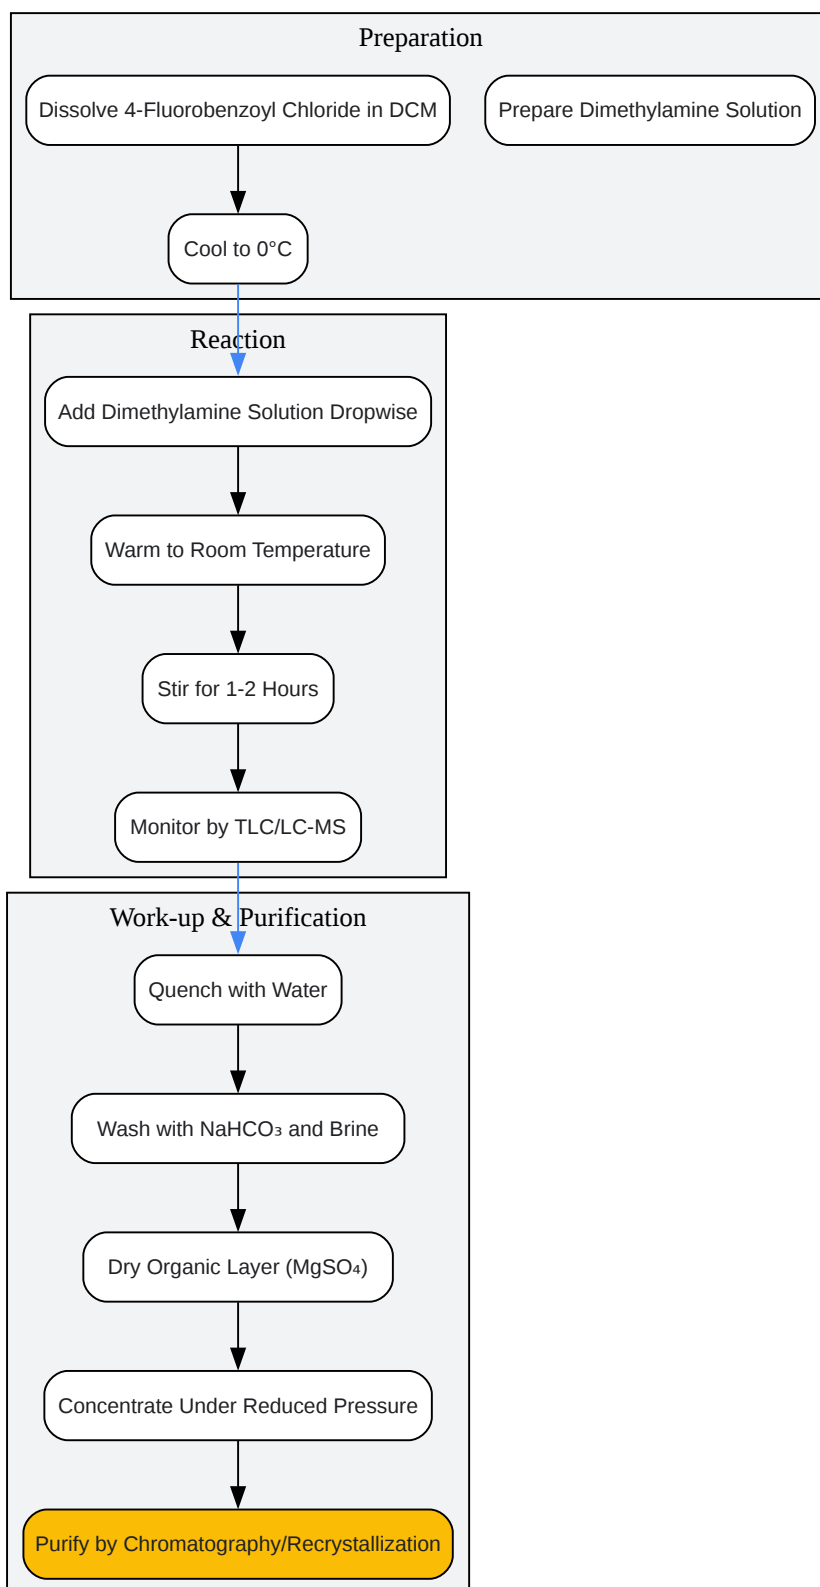 Preparation
Dissolve 4-Fluorobenzoyl Chloride in DCM
Prepare Dimethylamine Solution
Cool to 0°C
Reaction
Add Dimethylamine Solution Dropwise
Warm to Room Temperature
Stir for 1-2 Hours
Monitor by TLC/LC-MS
Work-up & Purification
Quench with Water
Wash with NaHCO₃ and Brine
Dry Organic Layer (MgSO₄)
Concentrate Under Reduced Pressure
Purify by Chromatography/Recrystallization